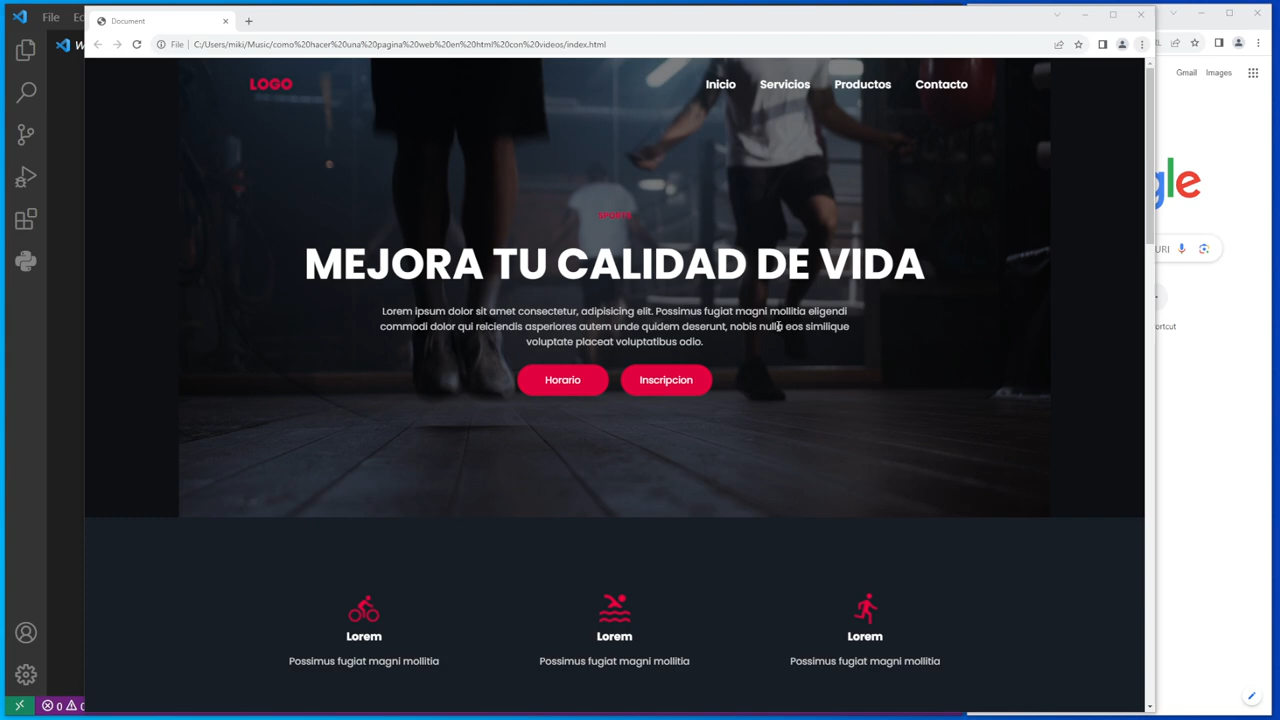 File
Document
File
C:/Users/miki/Music/como%20hacer%20una%20pagina%20web%20en%20html%20con%20videos/index.html
Gmail
Images
LOGO
Inicio
Servicios
Productos
Contacto
SPORTS
MEJORA TU CALIDAD DE VIDA
Lorem ipsum dolor sit amet consectetur, adipisicing elit. Possimus fugiat magni mollitia eligendi
commodi dolor qui reiciendis asperiores autem unde quidem deserunt, nobis nulla eos similique
voluptate placeat voluptatibus odio.
Horario
Inscripcion
Lorem
Lorem
Lorem
Possimus fugiat magni mollitia
Possimus fugiat magni mollitia
Possimus fugiat magni mollitia
0